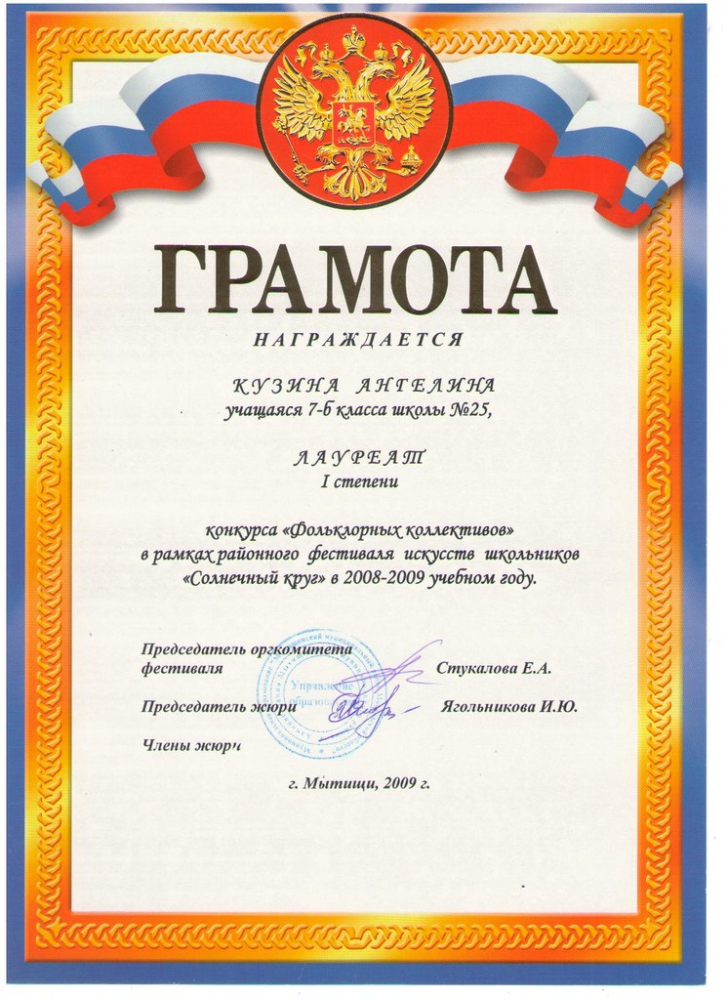 ГРАМОТА
НАГРАЖДАЕТСЯ
КУЗИНА АНГЕЛИНА
учащаяся 7-б класса школы №25,
ЛАУРЕАТ
I степени
конкурса «Фольклорных коллективов»
в рамках районного фестиваля искусств школьников
«Солнечный круг» в 2008-2009 учебном году.
Председатель оргкомитета
фестиваля Стукалова Е.А.
Председатель жюри Ягольникова И.Ю.
Члены жюри
г. Мытищи, 2009 г.
Управление